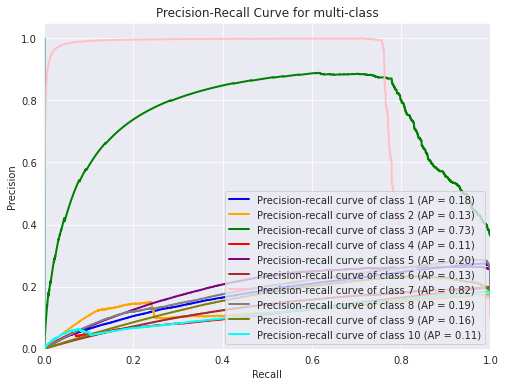 Precision-Recall Curve for multi-class
1.0
0.8
0.6
0.4
0.2
0.0
Precision
Precision-recall curve of class 1 (AP = 0.18)
Precision-recall curve of class 2 (AP = 0.13)
Precision-recall curve of class 3 (AP = 0.73)
Precision-recall curve of class 4 (AP = 0.11)
Precision-recall curve of class 5 (AP = 0.20)
Precision-recall curve of class 6 (AP = 0.13)
Precision-recall curve of class 7 (AP = 0.82)
Precision-recall curve of class 8 (AP = 0.19)
Precision-recall curve of class 9 (AP = 0.16)
Precision-recall curve of class 10 (AP = 0.11)
0.0 0.2 0.4 0.6 0.8 1.0
Recall